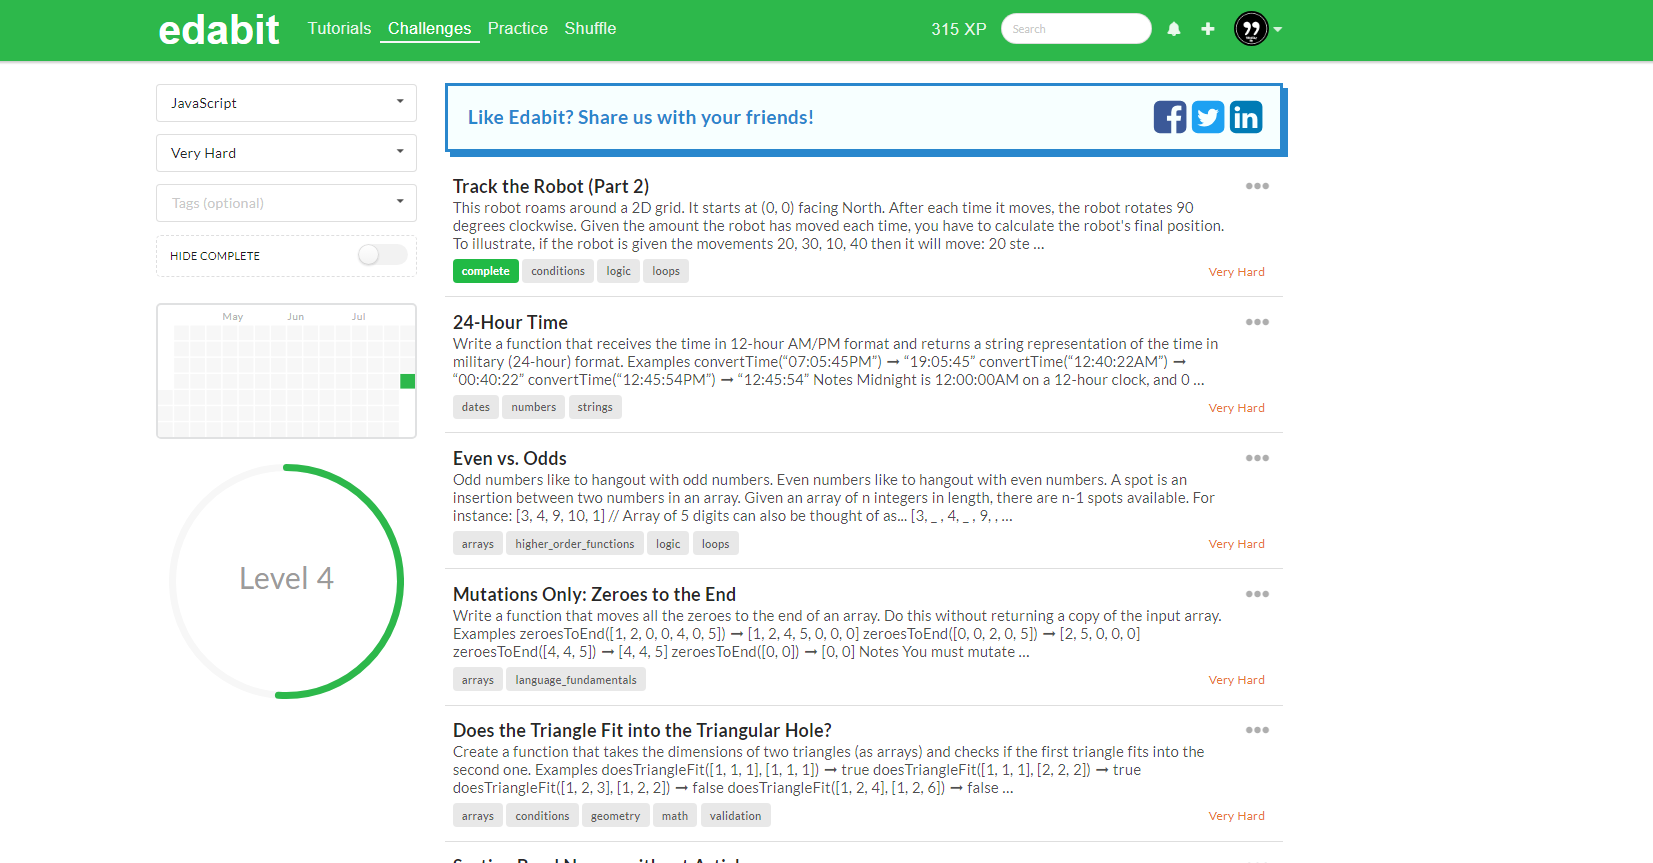 edabit
Tutorials Challenges Practice Shuffle
315 XP
Search
JavaScript
Very Hard
Tags (optional)
HIDE COMPLETE
May Jun Jul
Level 4
Like Edabit? Share us with your friends!
Track the Robot (Part 2)
This robot roams around a 2D grid. It starts at (0, 0) facing North. After each time it moves, the robot rotates 90
degrees clockwise. Given the amount the robot has moved each time, you have to calculate the robot's final position.
To illustrate, if the robot is given the movements 20, 30, 10, 40 then it will move: 20 ste ...
complete conditions logic loops
Very Hard
24-Hour Time
Write a function that receives the time in 12-hour AM/PM format and returns a string representation of the time in
military (24-hour) format. Examples convertTime(“07:05:45PM”) ➞ “19:05:45” convertTime(“12:40:22AM”) ➞
“00:40:22” convertTime(“12:45:54PM”) ➞ “12:45:54” Notes Midnight is 12:00:00AM on a 12-hour clock, and 0 ...
dates numbers strings
Very Hard
Even vs. Odds
Odd numbers like to hangout with odd numbers. Even numbers like to hangout with even numbers. A spot is an
insertion between two numbers in an array. Given an array of n integers in length, there are n-1 spots available. For
instance: [3, 4, 9, 10, 1] // Array of 5 digits can also be thought of as... [3, _ , 4, _ , 9, , ...
arrays higher_order_functions logic loops
Very Hard
Mutations Only: Zeroes to the End
Write a function that moves all the zeroes to the end of an array. Do this without returning a copy of the input array.
Examples zeroesToEnd([1, 2, 0, 0, 4, 0, 5]) ➞ [1, 2, 4, 5, 0, 0, 0] zeroesToEnd([0, 0, 2, 0, 5]) ➞ [2, 5, 0, 0, 0]
zeroesToEnd([4, 4, 5]) ➞ [4, 4, 5] zeroesToEnd([0, 0]) ➞ [0, 0] Notes You must mutate ...
arrays language_fundamentals
Very Hard
Does the Triangle Fit into the Triangular Hole?
Create a function that takes the dimensions of two triangles (as arrays) and checks if the first triangle fits into the
second one. Examples doesTriangleFit([1, 1, 1], [1, 1, 1]) ➞ true doesTriangleFit([1, 1, 1], [2, 2, 2]) ➞ true
doesTriangleFit([1, 2, 3], [1, 2, 2]) ➞ false doesTriangleFit([1, 2, 4], [1, 2, 6]) ➞ false ...
arrays conditions geometry math validation
Very Hard